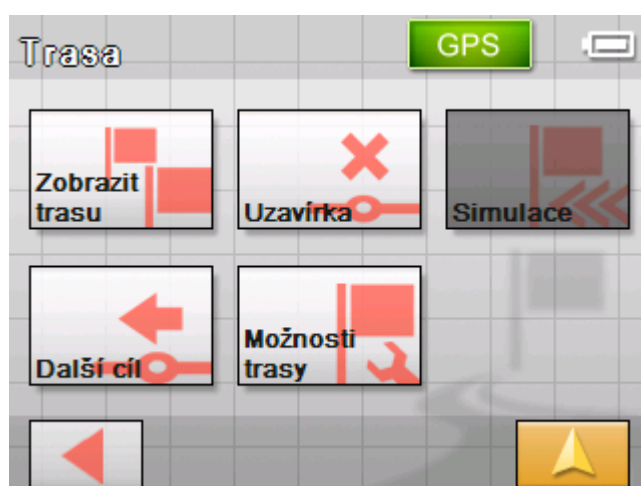 Trasa
GPS
Zobrazit
trasu
Uzavírka
Simulace
Další cíl
Možnosti
trasy